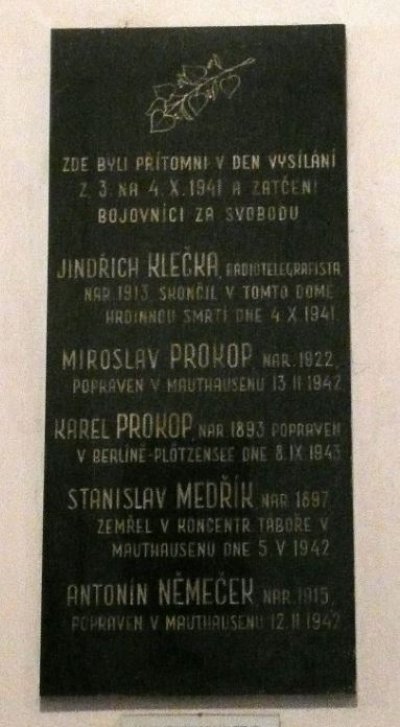 ZDE BYLI PŘÍTOMNI V DEN VYSÍLÁNÍ
Z 3. NA 4. X. 1941 A ZATČENI
BOJOVNÍCI ZA SVOBODU
JINDŘICH KLEČKA, RADIOTELEGRAFISTA
NAR. 1913. SKONČIL V TOMTO DOMĚ
HRDINNOU SMRTÍ DNE 4. X. 1941
MIROSLAV PROKOP, NAR. 1922,
POPRAVEN V MAUTHAUSENU 13. II. 1942
KAREL PROKOP, NAR. 1893 POPRAVEN
V BERLÍNĚ-PLÖTZENSEE DNE 8. IX. 1943
STANISLAV MEDŘÍK NAR. 1897,
ZEMŘEL V KONCENTR. TÁBOŘE V
MAUTHAUSENU DNE 5. V. 1942
ANTONÍN NĚMEČEK, NAR. 1915,
POPRAVEN V MAUTHAUSENU 12. II. 1942